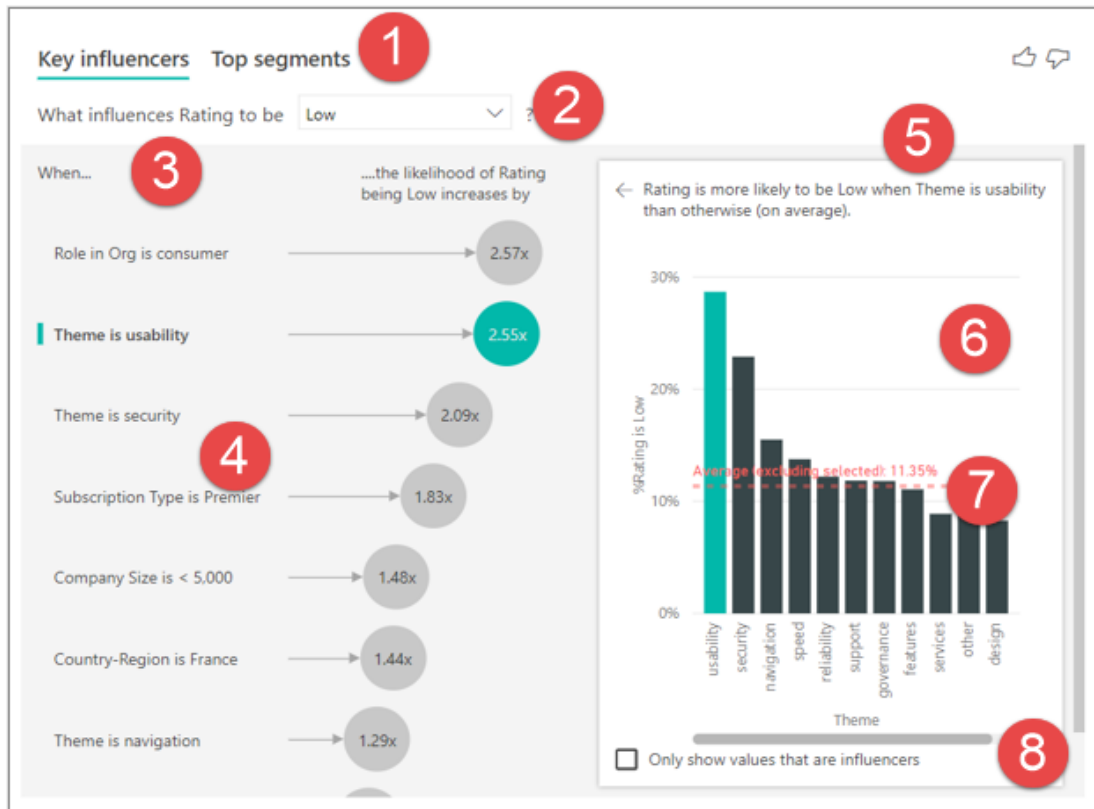 Key influencers Top segments 1
What influences Rating to be Low ? 2
3
When...
....the likelihood of Rating
being Low increases by
Role in Org is consumer 2.57x
Theme is usability 2.55x
Theme is security 2.09x
4
Subscription Type is Premier 1.83x
Company Size is < 5,000 1.48x
Country-Region is France 1.44x
Theme is navigation 1.29x
5
← Rating is more likely to be Low when Theme is usability
than otherwise (on average).
%Rating is Low
30%
6
20%
Average (excluding selected): 11.35%
7
10%
0%
usability
security
navigation
speed
reliability
support
governance
features
services
other
design
Theme
Only show values that are influencers
8